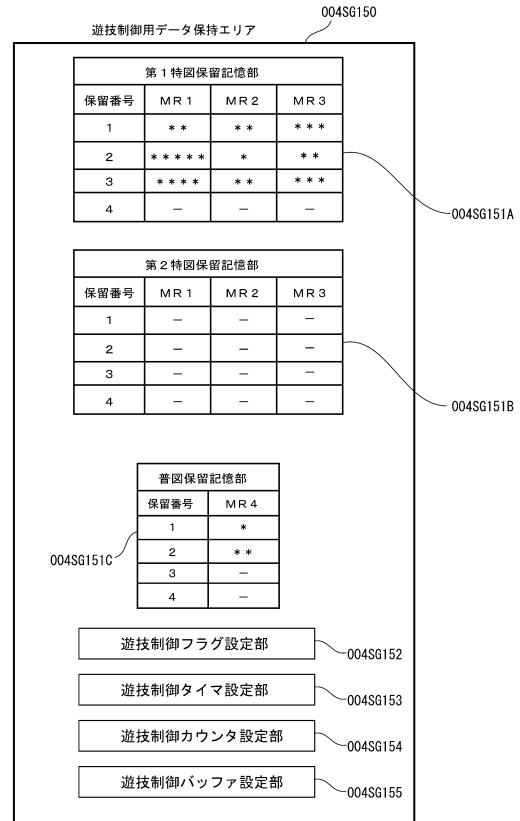 004SG150
遊技制御用データ保持エリア
第1特図保留記憶部
保留番号 MR1 MR2 MR3
1 ** ** ***
2 ***** * **
3 **** ** ***
4 － － －
004SG151A
第2特図保留記憶部
保留番号 MR1 MR2 MR3
1 － － －
2 － － －
3 － － －
4 － － －
004SG151B
普図保留記憶部
保留番号 MR4
1 *
2 **
3 －
4 －
004SG151C
遊技制御フラグ設定部
004SG152
遊技制御タイマ設定部
004SG153
遊技制御カウンタ設定部
004SG154
遊技制御バッファ設定部
004SG155